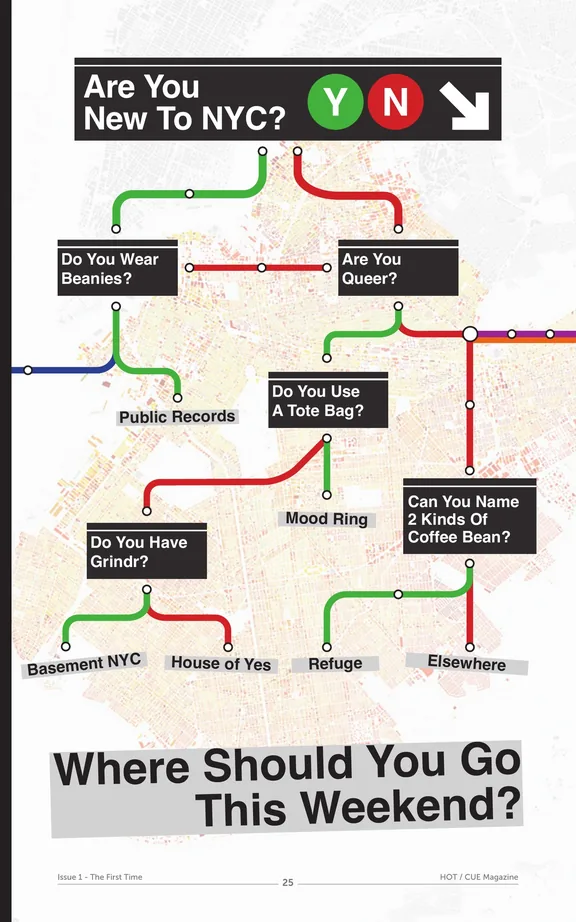 Are You
New To NYC?
Y N
Do You Wear
Beanies?
Are You
Queer?
Public Records
Do You Use
A Tote Bag?
Mood Ring
Can You Name
2 Kinds Of
Coffee Bean?
Do You Have
Grindr?
Basement NYC
House of Yes
Refuge
Elsewhere
Where Should You Go
This Weekend?
Issue 1 - The First Time
25
HOT / CUE Magazine